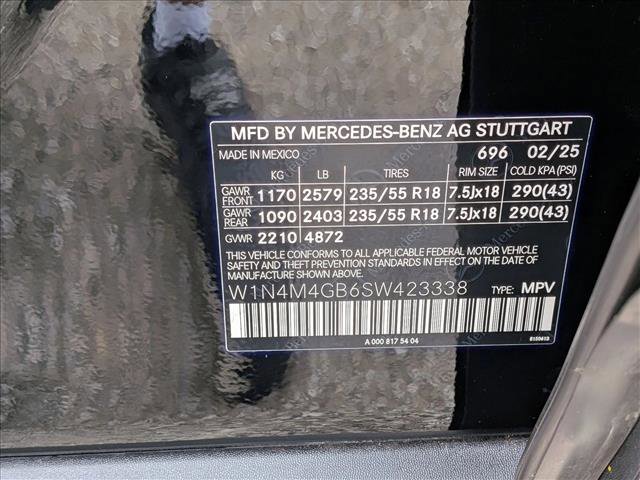 MFD BY MERCEDES-BENZ AG STUTTGART
MADE IN MEXICO 696 02/25
KG LB TIRES RIM SIZE COLD KPA (PSI)
GAWR FRONT 1170 2579 235/55 R18 7.5Jx18 290(43)
GAWR REAR 1090 2403 235/55 R18 7.5Jx18 290(43)
GVWR 2210 4872
THIS VEHICLE CONFORMS TO ALL APPLICABLE FEDERAL MOTOR VEHICLE
SAFETY AND THEFT PREVENTION STANDARDS IN EFFECT ON THE DATE OF
MANUFACTURE SHOWN ABOVE.
W1N4M4GB6SW423338 TYPE: MPV
A 000 817 54 04